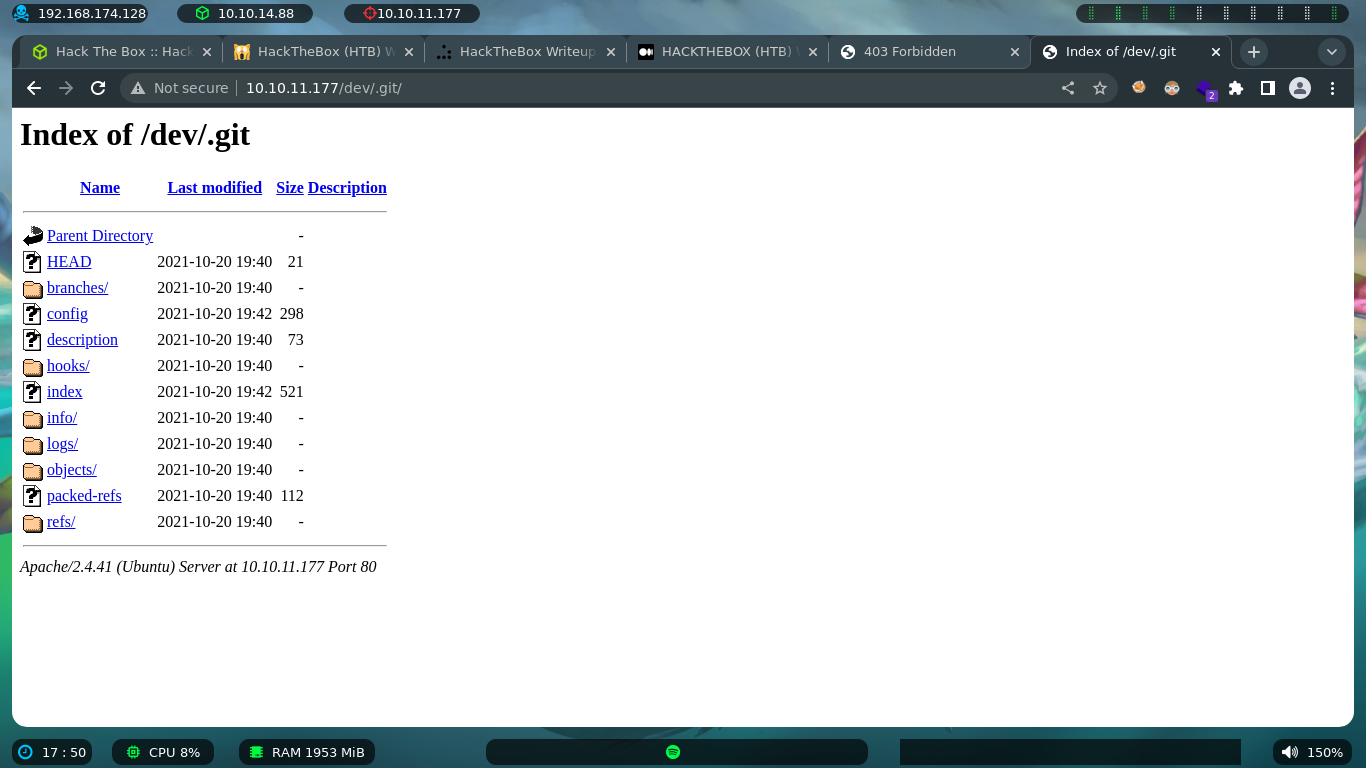 192.168.174.128 10.10.14.88 10.10.11.177
Hack The Box :: Hack HackTheBox (HTB) W HackTheBox Writeup HACKTHEBOX (HTB) 403 Forbidden Index of /dev/.git
Not secure 10.10.11.177/dev/.git/ 2
Index of /dev/.git
Name Last modified Size Description
Parent Directory -
HEAD 2021-10-20 19:40 21
branches/ 2021-10-20 19:40 -
config 2021-10-20 19:42 298
description 2021-10-20 19:40 73
hooks/ 2021-10-20 19:40 -
index 2021-10-20 19:42 521
info/ 2021-10-20 19:40 -
logs/ 2021-10-20 19:40 -
objects/ 2021-10-20 19:40 -
packed-refs 2021-10-20 19:40 112
refs/ 2021-10-20 19:40 -
Apache/2.4.41 (Ubuntu) Server at 10.10.11.177 Port 80
17 : 50 CPU 8% RAM 1953 MiB 150%